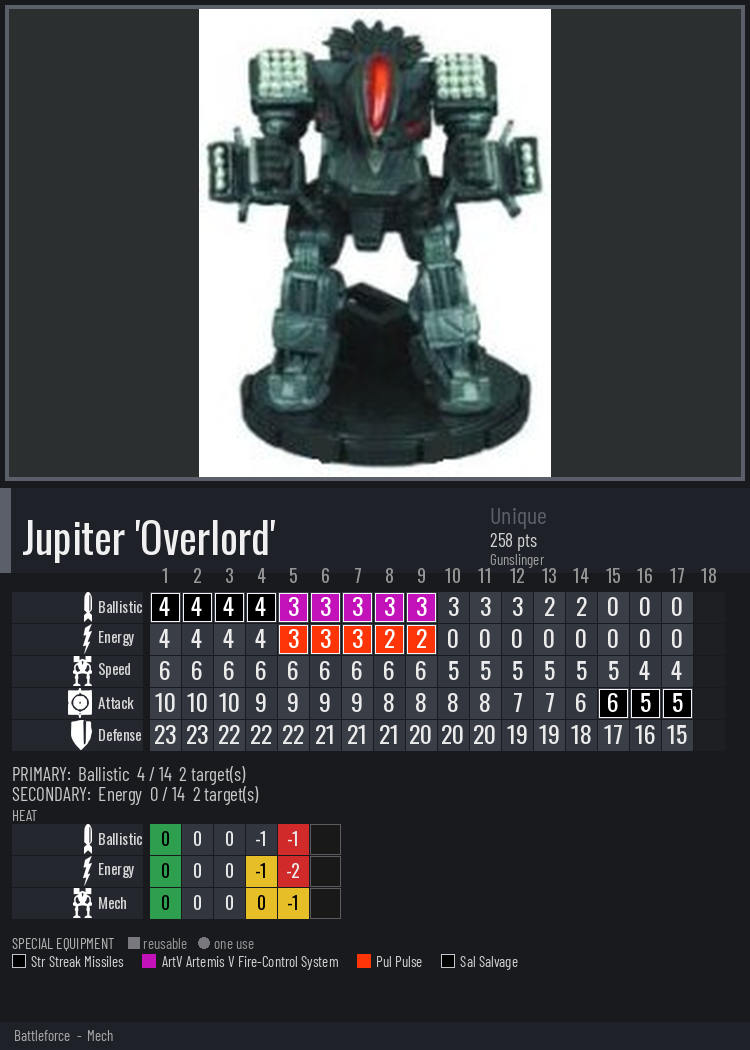 Jupiter 'Overlord'
Unique
258 pts
Gunslinger
1 2 3 4 5 6 7 8 9 10 11 12 13 14 15 16 17 18
Ballistic 4 4 4 4 3 3 3 3 3 3 3 3 2 2 0 0 0
Energy 4 4 4 4 3 3 3 2 2 0 0 0 0 0 0 0 0
Speed 6 6 6 6 6 6 6 6 6 5 5 5 5 5 5 4 4
Attack 10 10 10 9 9 9 9 8 8 8 8 7 7 6 6 5 5
Defense 23 23 22 22 22 21 21 21 20 20 20 19 19 18 17 16 15
PRIMARY: Ballistic 4 / 14 2 target(s)
SECONDARY: Energy 0 / 14 2 target(s)
HEAT
Ballistic 0 0 0 -1 -1
Energy 0 0 0 -1 -2
Mech 0 0 0 0 -1
SPECIAL EQUIPMENT reusable one use
Str Streak Missiles ArtV Artemis V Fire-Control System Pul Pulse Sal Salvage
Battleforce - Mech